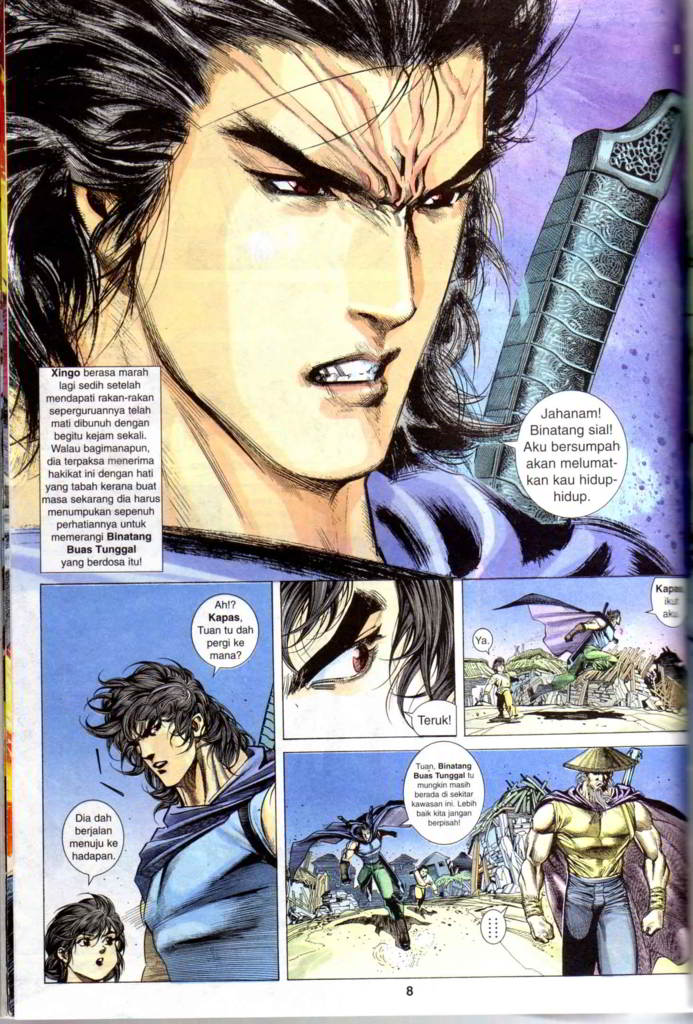 Xingo berasa marah
lagi sedih setelah
mendapati rakan-rakan
seperguruannya telah
mati dibunuh dengan
begitu kejam sekali.
Walau bagaimanapun,
dia terpaksa menerima
hakikat ini dengan hati
yang tabah kerana buat
masa sekarang dia harus
menumpukan sepenuh
perhatiannya untuk
memerangi Binatang
Buas Tunggal
yang berdosa itu!
Jahanam!
Binatang sial!
Aku bersumpah
akan melumat-
kan kau hidup-
hidup.
Ah!?
Kapas,
Tuan tu dah
pergi ke
mana?
Dia dah
berjalan
menuju ke
hadapan.
Teruk!
Kapas,
ikut
aku.
Ya.
Tuan, Binatang
Buas Tunggal tu
mungkin masih
berada di sekitar
kawasan ini. Lebih
baik kita jangan
berpisah!
8